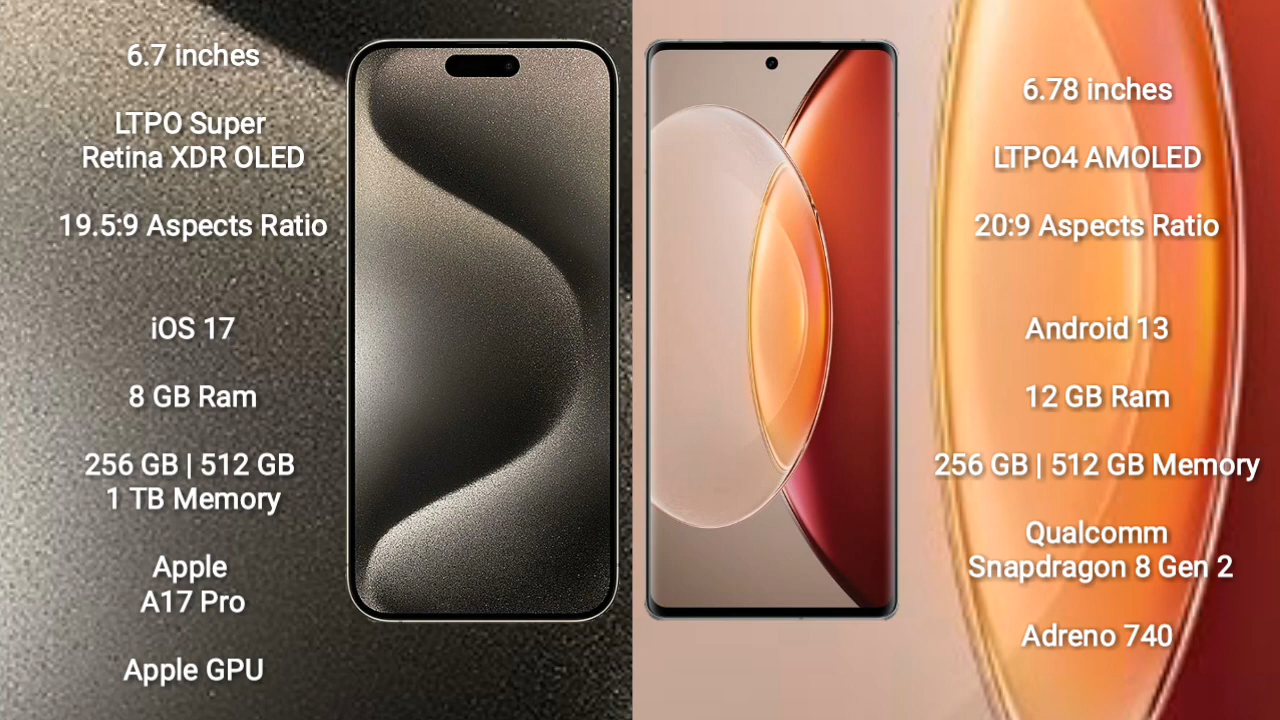 6.7 inches
LTPO Super
Retina XDR OLED
19.5:9 Aspects Ratio
iOS 17
8 GB Ram
256 GB | 512 GB
1 TB Memory
Apple
A17 Pro
Apple GPU
6.78 inches
LTPO4 AMOLED
20:9 Aspects Ratio
Android 13
12 GB Ram
256 GB | 512 GB Memory
Qualcomm
Snapdragon 8 Gen 2
Adreno 740